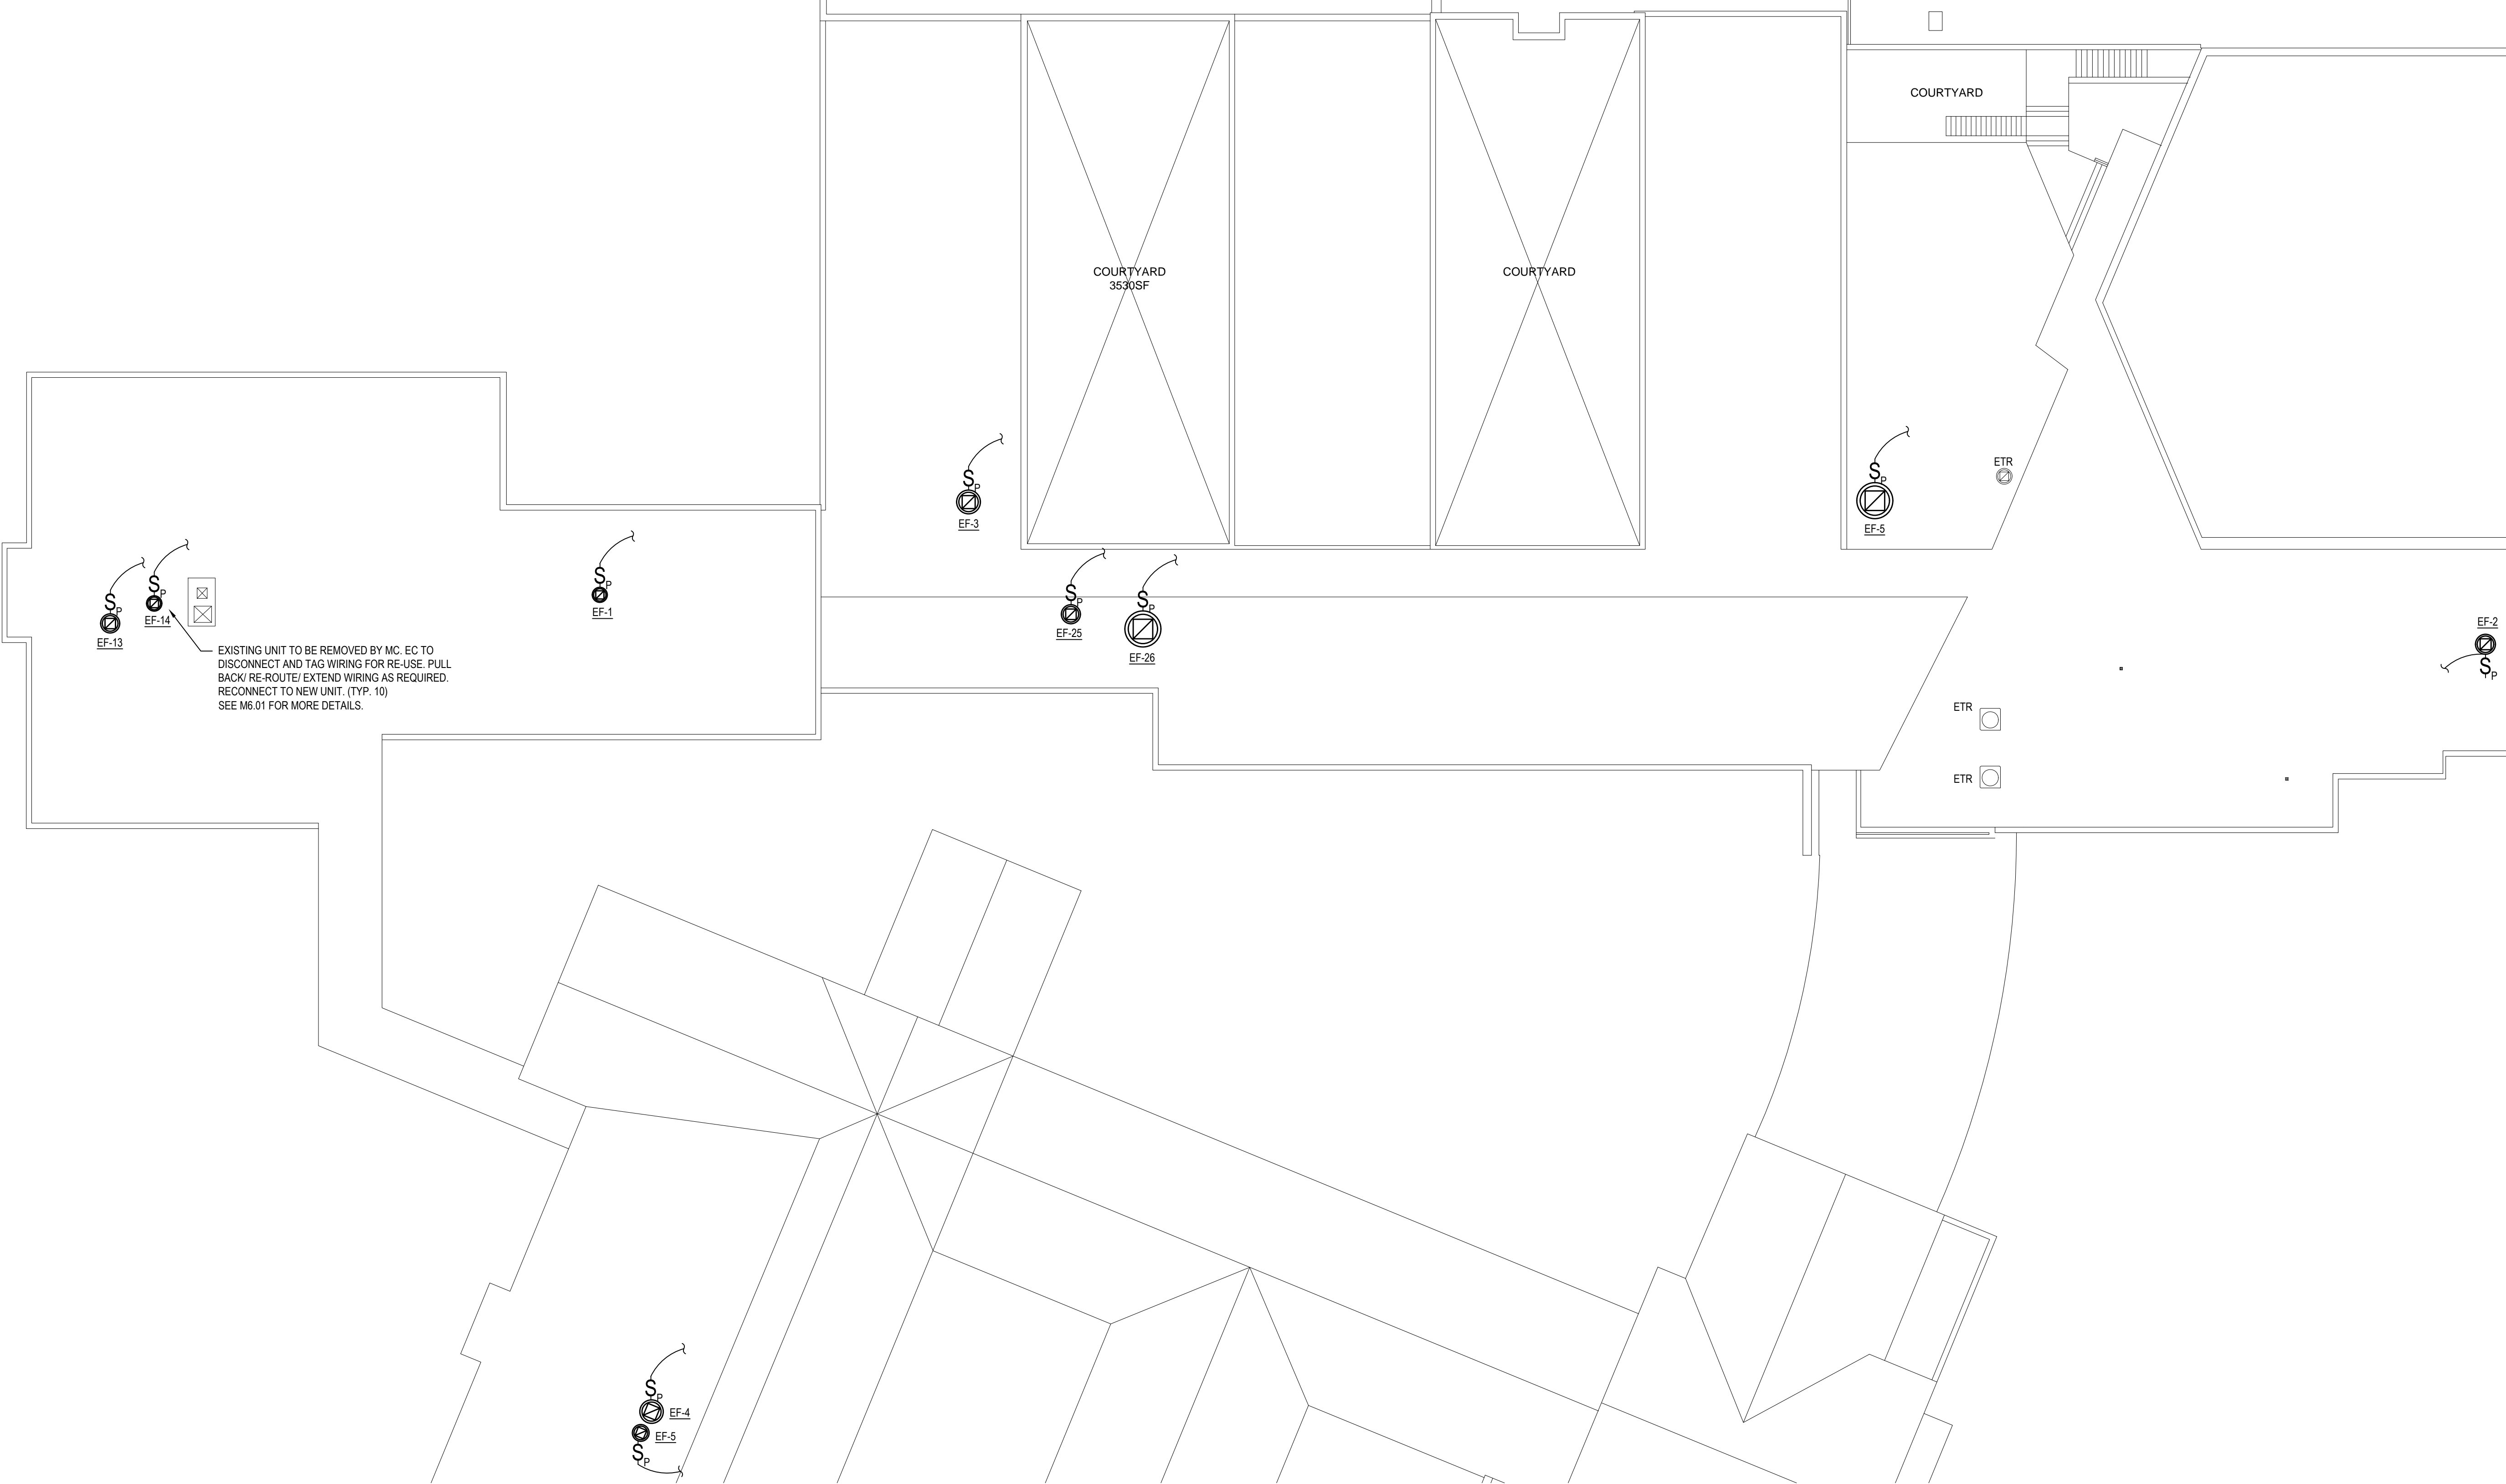 COURTYARD
COURTYARD
3530SF
COURTYARD
S
P
EF-3
S
P
EF-5
ETR
S
P
EF-13
S
P
EF-14
S
P
EF-1
S
P
EF-25
S
P
EF-26
EF-2
S
P
EXISTING UNIT TO BE REMOVED BY MC. EC TO
DISCONNECT AND TAG WIRING FOR RE-USE. PULL
BACK/ RE-ROUTE/ EXTEND WIRING AS REQUIRED.
RECONNECT TO NEW UNIT. (TYP. 10)
SEE M6.01 FOR MORE DETAILS.
ETR
ETR
S
P
EF-4
EF-5
S
P